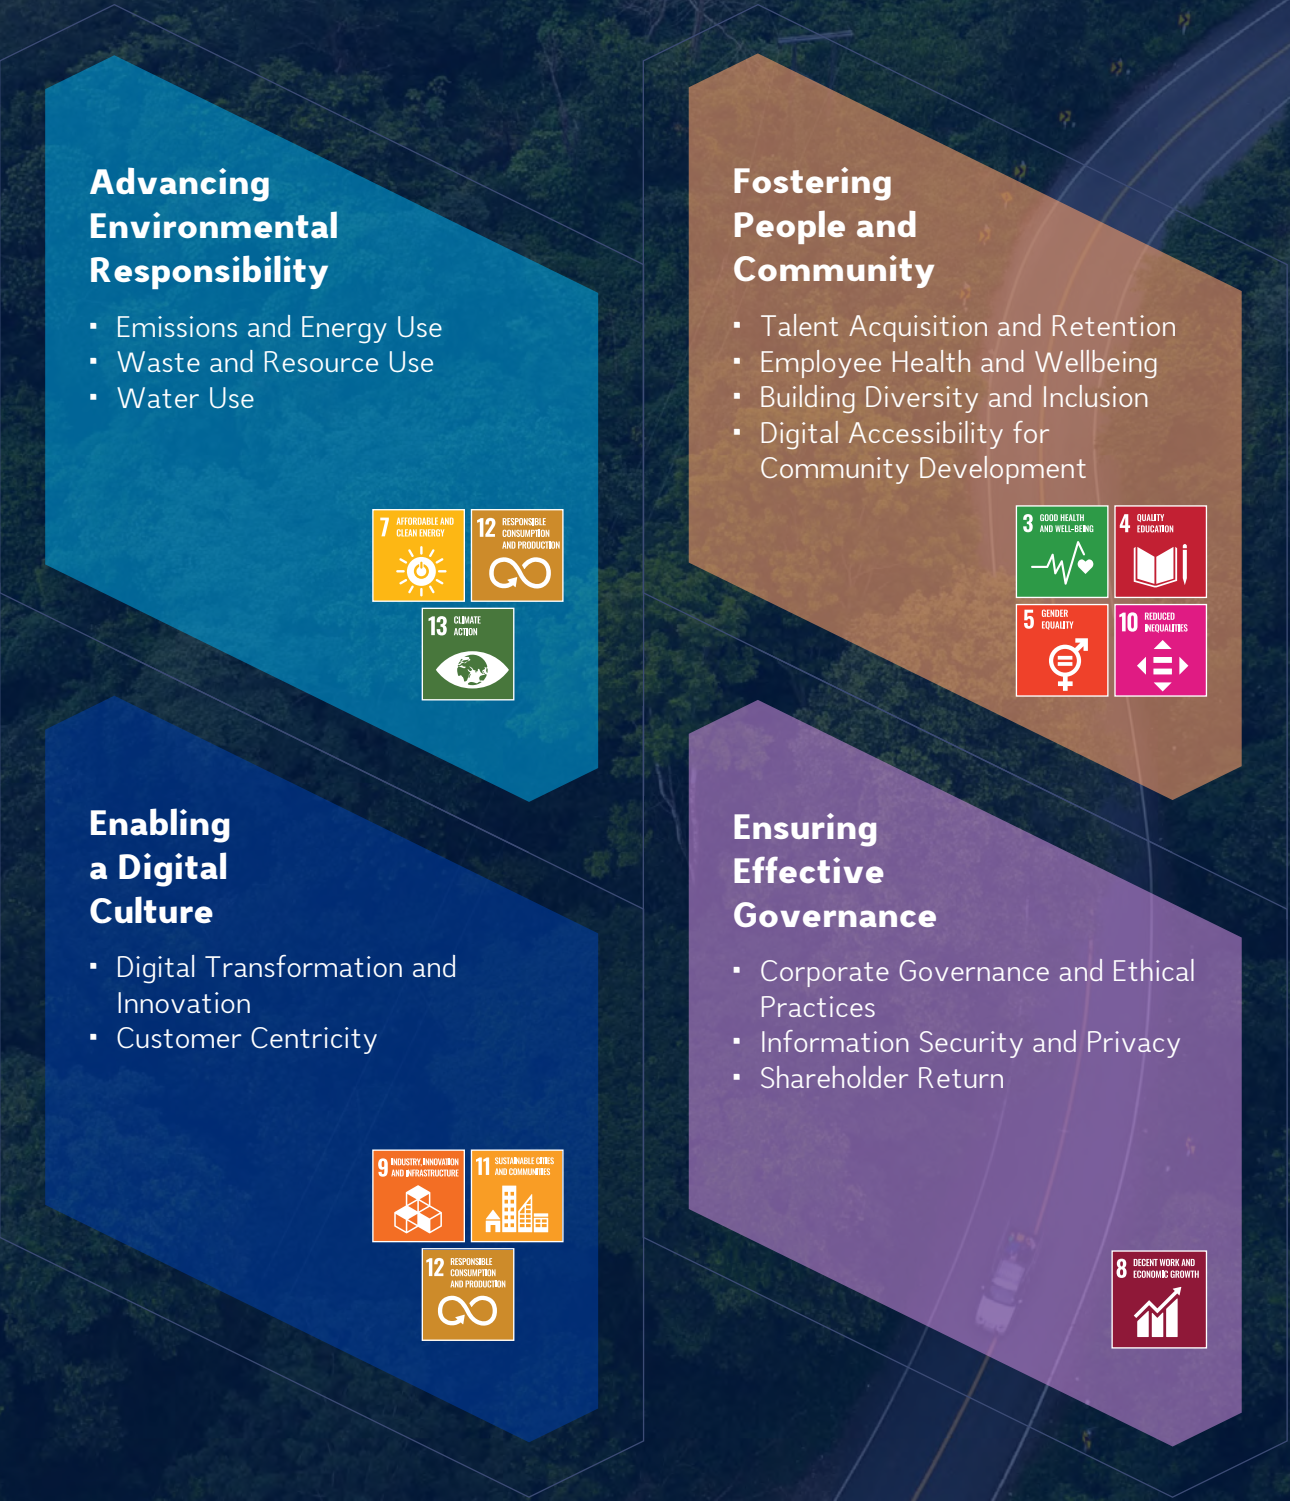 Advancing
Environmental
Responsibility
▪ Emissions and Energy Use
▪ Waste and Resource Use
▪ Water Use
7 AFFORDABLE AND
CLEAN ENERGY
12 RESPONSIBLE
CONSUMPTION
AND PRODUCTION
13 CLIMATE
ACTION
Fostering
People and
Community
▪ Talent Acquisition and Retention
▪ Employee Health and Wellbeing
▪ Building Diversity and Inclusion
▪ Digital Accessibility for
Community Development
3 GOOD HEALTH
AND WELL-BEING
4 QUALITY
EDUCATION
5 GENDER
EQUALITY
10 REDUCED
INEQUALITIES
Enabling
a Digital
Culture
▪ Digital Transformation and
Innovation
▪ Customer Centricity
9 INDUSTRY, INNOVATION
AND INFRASTRUCTURE
11 SUSTAINABLE CITIES
AND COMMUNITIES
12 RESPONSIBLE
CONSUMPTION
AND PRODUCTION
Ensuring
Effective
Governance
▪ Corporate Governance and Ethical
Practices
▪ Information Security and Privacy
▪ Shareholder Return
8 DECENT WORK AND
ECONOMIC GROWTH